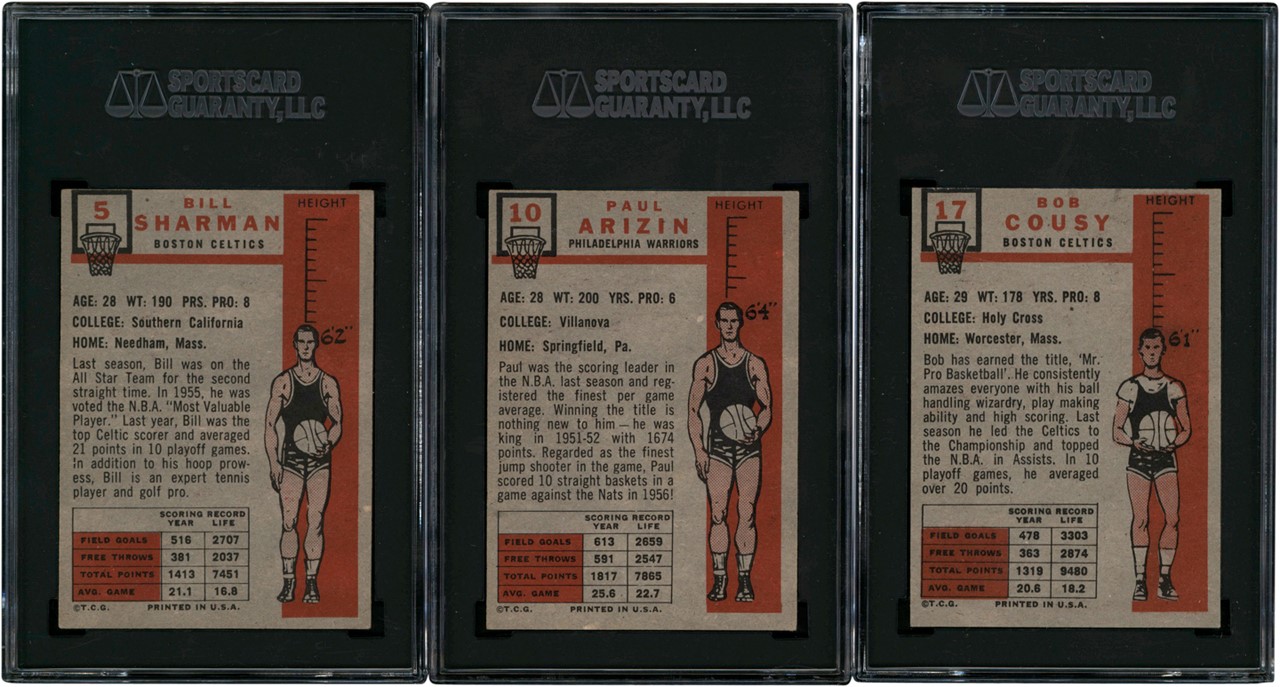 SPORTSCARD
GUARANTY, LLC
5
BILL
SHARMAN
BOSTON CELTICS
HEIGHT
AGE: 28 WT: 190 PRS. PRO: 8
COLLEGE: Southern California
HOME: Needham, Mass.
6'2"
Last season, Bill was on the
All Star Team for the second
straight time. In 1955, he was
voted the N.B.A. "Most Valuable
Player." Last year, Bill was the
top Celtic scorer and averaged
21 points in 10 playoff games.
In addition to his hoop prow-
ess, Bill is an expert tennis
player and golf pro.
SCORING RECORD
YEAR LIFE
FIELD GOALS 516 2707
FREE THROWS 381 2037
TOTAL POINTS 1413 7451
AVG. GAME 21.1 16.8
©T.C.G. PRINTED IN U.S.A.
SPORTSCARD
GUARANTY, LLC
10
PAUL
ARIZIN
PHILADELPHIA WARRIORS
HEIGHT
AGE: 28 WT: 200 YRS. PRO: 6
COLLEGE: Villanova
HOME: Springfield, Pa.
6'4"
Paul was the scoring leader in
the N.B.A. last season and reg-
istered the finest per game
average. Winning the title is
nothing new to him — he was
king in 1951-52 with 1674
points. Regarded as the finest
jump shooter in the game, Paul
scored 10 straight baskets in a
game against the Nats in 1956!
SCORING RECORD
YEAR LIFE
FIELD GOALS 613 2659
FREE THROWS 591 2547
TOTAL POINTS 1817 7865
AVG. GAME 25.6 22.7
©T.C.G. PRINTED IN U.S.A.
SPORTSCARD
GUARANTY, LLC
17
BOB
COUSY
BOSTON CELTICS
HEIGHT
AGE: 29 WT: 178 YRS. PRO: 8
COLLEGE: Holy Cross
HOME: Worcester, Mass.
6'1"
Bob has earned the title, 'Mr.
Pro Basketball'. He consistently
amazes everyone with his ball
handling wizardry, play making
ability and high scoring. Last
season he led the Celtics to
the Championship and topped
the N.B.A. in Assists. In 10
playoff games, he averaged
over 20 points.
SCORING RECORD
YEAR LIFE
FIELD GOALS 478 3303
FREE THROWS 363 2874
TOTAL POINTS 1319 9480
AVG. GAME 20.6 18.2
©T.C.G. PRINTED IN U.S.A.